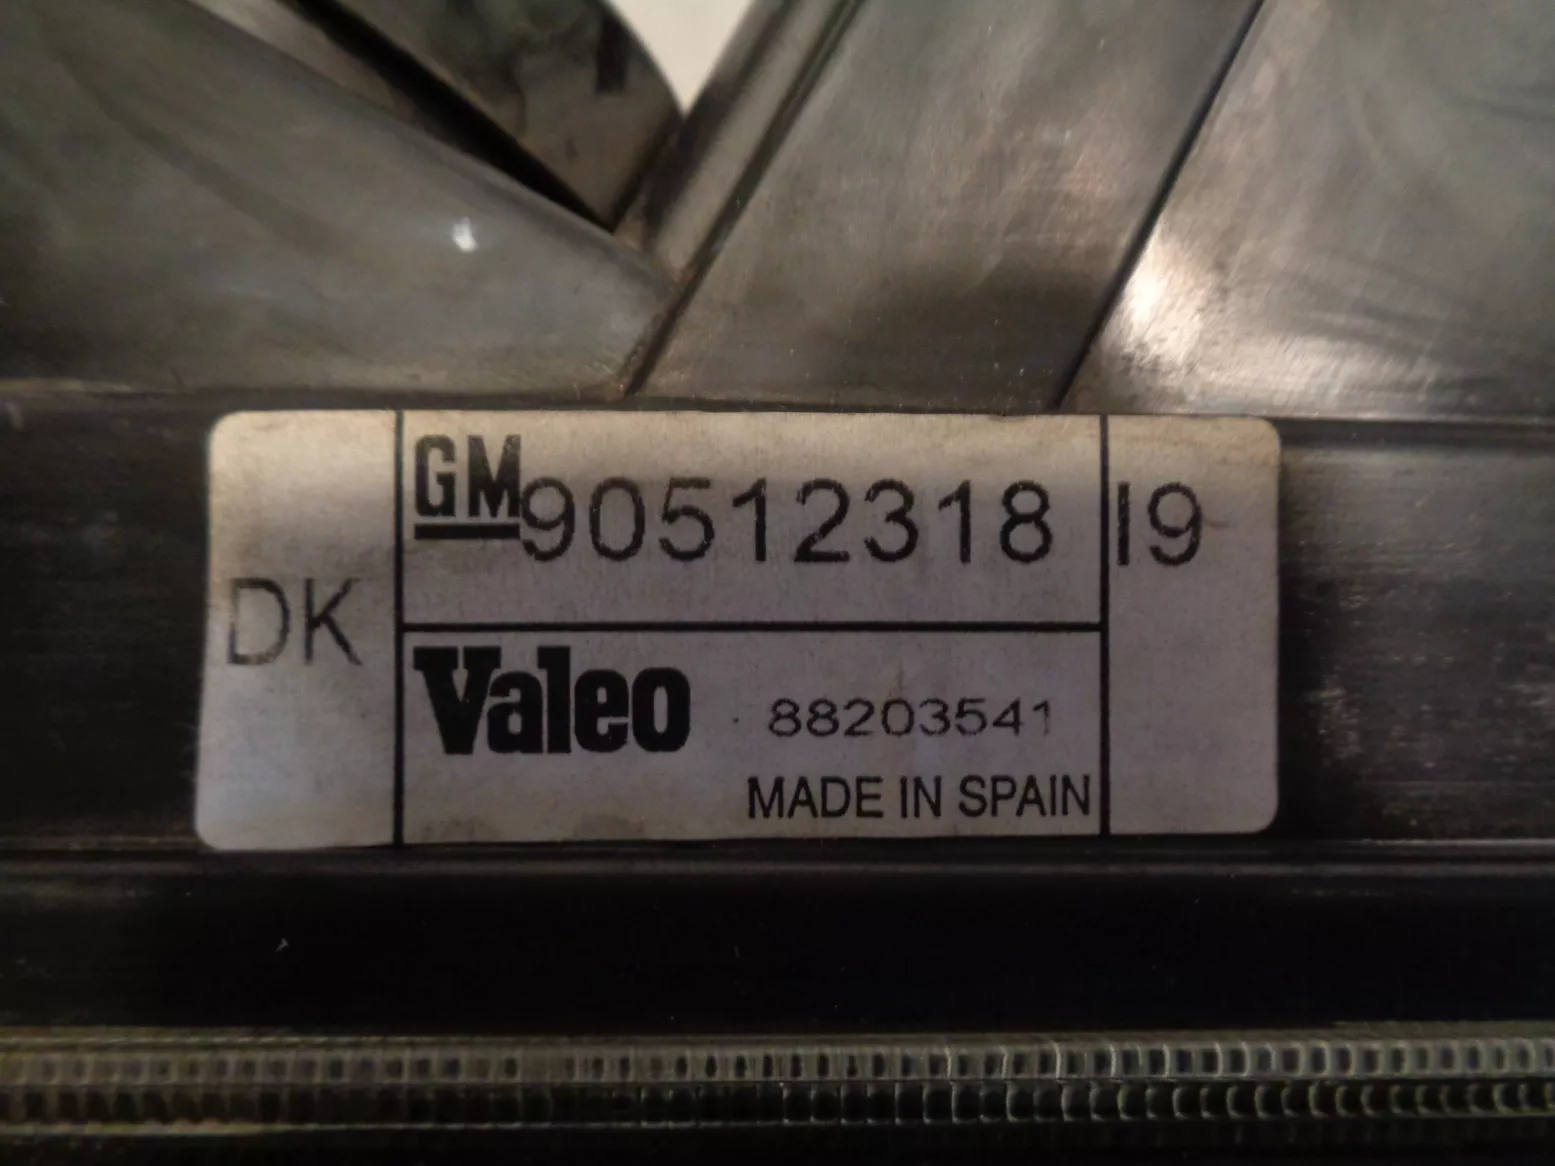 DK
GM 90512318 I9
Valeo 88203541
MADE IN SPAIN